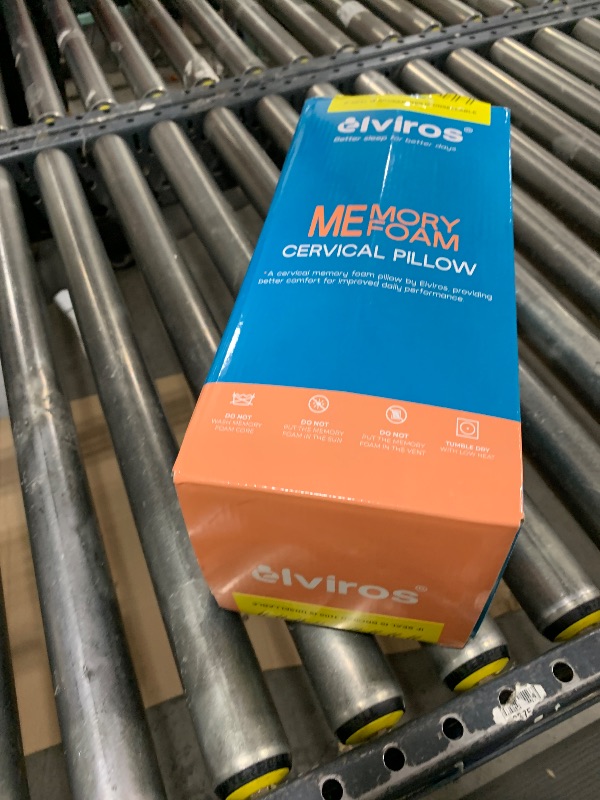 elviros®
Better sleep for better days
MEMORY
FOAM
CERVICAL PILLOW
*A cervical memory foam pillow by Elviros, providing
better comfort for improved daily performance
DO NOT
WASH MEMORY
FOAM CORE
DO NOT
PUT THE MEMORY
FOAM IN THE SUN
DO NOT
PUT THE MEMORY
FOAM IN THE VENT
TUMBLE DRY
WITH LOW HEAT
elviros®